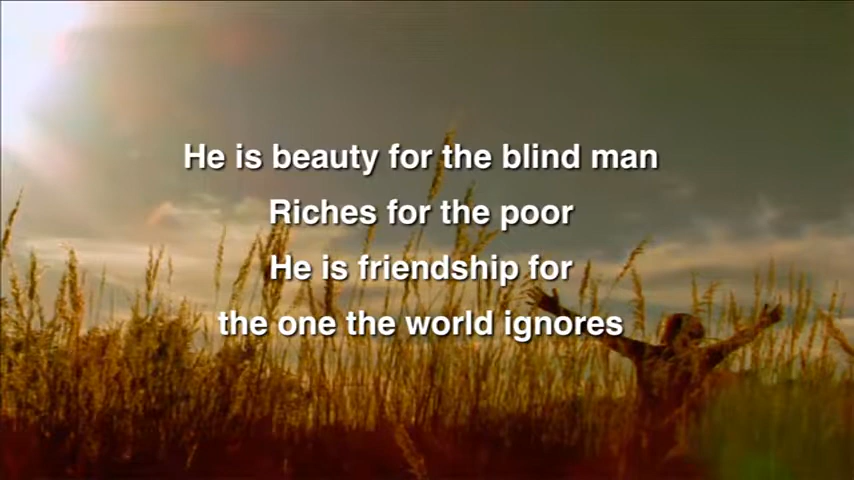 He is beauty for the blind man
Riches for the poor
He is friendship for
the one the world ignores